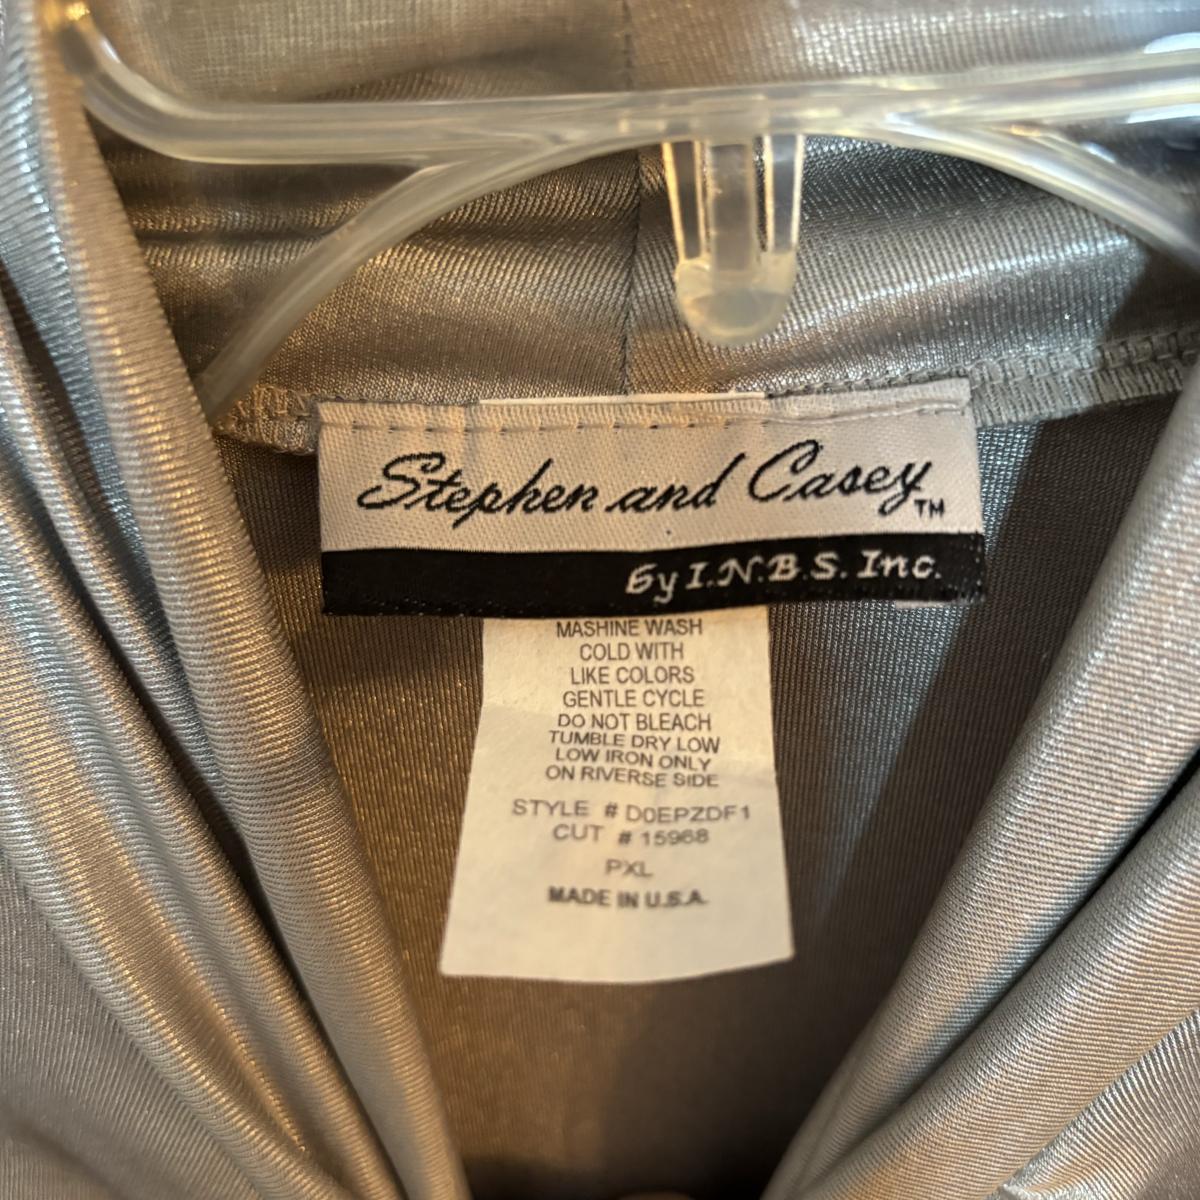 Stephen and Casey™
By I.N.B.S. Inc.
MASHINE WASH
COLD WITH
LIKE COLORS
GENTLE CYCLE
DO NOT BLEACH
TUMBLE DRY LOW
LOW IRON ONLY
ON RIVERSE SIDE
STYLE # D0EPZDF1
CUT # 15968
PXL
MADE IN U.S.A.